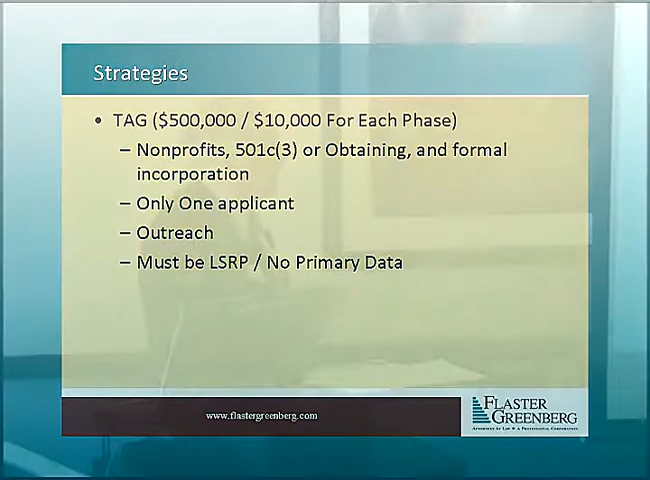 Strategies
• TAG ($500,000 / $10,000 For Each Phase)
– Nonprofits, 501c(3) or Obtaining, and formal
incorporation
– Only One applicant
– Outreach
– Must be LSRP / No Primary Data
www.flastergreenberg.com
FLASTER
GREENBERG
ATTORNEYS AT LAW ♦ A PROFESSIONAL CORPORATION